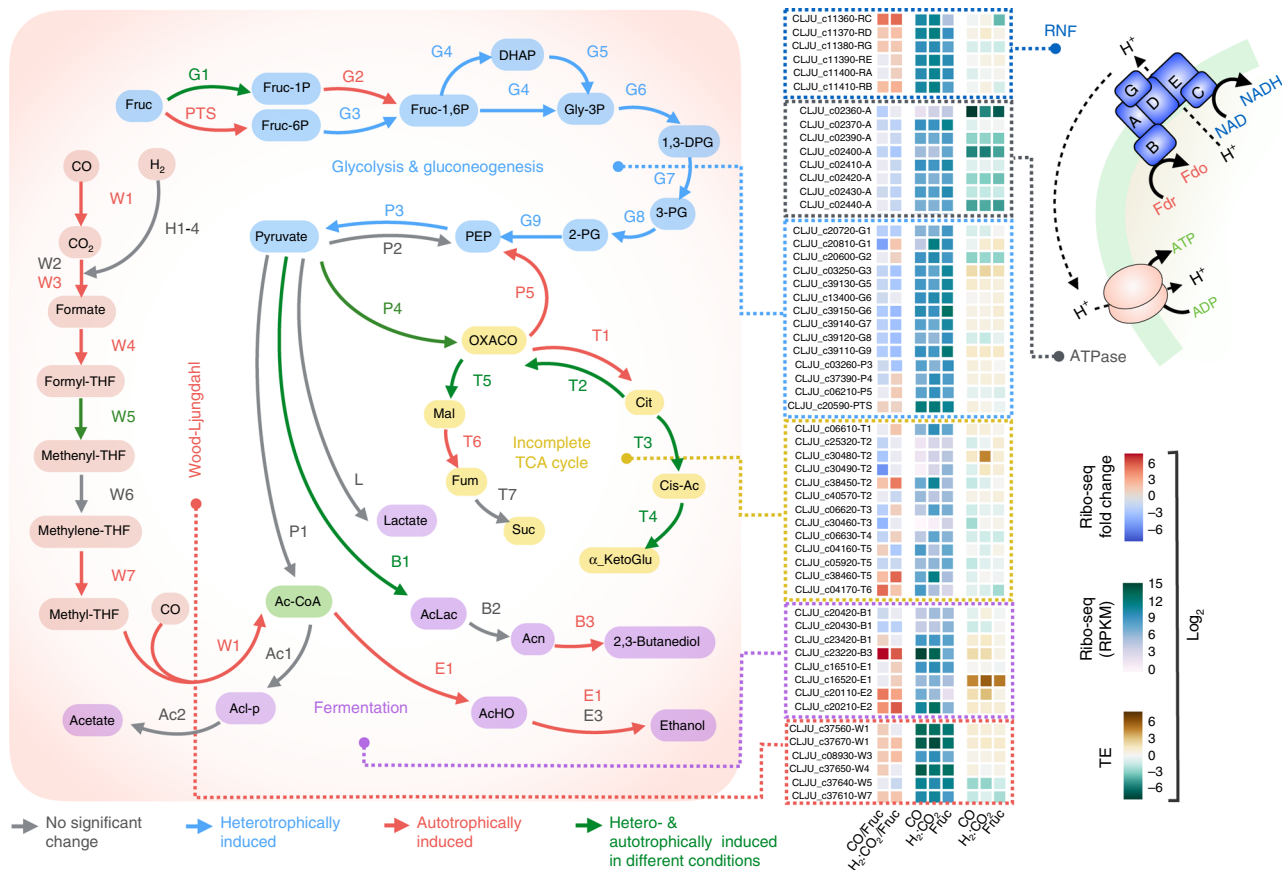 Fruc
G1
PTS
Fruc-1P
Fruc-6P
G2
G3
Fruc-1,6P
G4
G4
DHAP
G5
Gly-3P
G6
1,3-DPG
G7
3-PG
G8
2-PG
G9
PEP
Glycolysis & gluconeogenesis
P3
P2
Pyruvate
P4
P5
OXACO
T1
T2
T5
Mal
T6
Fum
T7
Suc
Cit
T3
Cis-Ac
T4
α_KetoGlu
Incomplete
TCA cycle
CO
H2
W1
H1-4
CO2
W2
W3
Formate
W4
Formyl-THF
W5
Methenyl-THF
W6
Methylene-THF
W7
Methyl-THF
CO
W1
Wood-Ljungdahl
P1
L
Lactate
B1
Ac-CoA
AcLac
B2
Acn
B3
2,3-Butanediol
Ac1
Acl-p
Ac2
Acetate
E1
AcHO
E1
E3
Ethanol
Fermentation
No significant
change
Heterotrophically
induced
Autotrophically
induced
Hetero- &
autotrophically induced
in different conditions
CLJU_c11360-RC
CLJU_c11370-RD
CLJU_c11380-RG
CLJU_c11390-RE
CLJU_c11400-RA
CLJU_c11410-RB
CLJU_c02360-A
CLJU_c02370-A
CLJU_c02390-A
CLJU_c02400-A
CLJU_c02410-A
CLJU_c02420-A
CLJU_c02430-A
CLJU_c02440-A
CLJU_c20720-G1
CLJU_c20810-G1
CLJU_c20600-G2
CLJU_c03250-G3
CLJU_c39130-G5
CLJU_c13400-G6
CLJU_c39150-G6
CLJU_c39140-G7
CLJU_c39120-G8
CLJU_c39110-G9
CLJU_c03260-P3
CLJU_c37390-P4
CLJU_c06210-P5
CLJU_c20590-PTS
CLJU_c06610-T1
CLJU_c25320-T2
CLJU_c30480-T2
CLJU_c30490-T2
CLJU_c38450-T2
CLJU_c40570-T2
CLJU_c06620-T3
CLJU_c30460-T3
CLJU_c06630-T4
CLJU_c04160-T5
CLJU_c05920-T5
CLJU_c38460-T5
CLJU_c04170-T6
CLJU_c20420-B1
CLJU_c20430-B1
CLJU_c23420-B1
CLJU_c23220-B3
CLJU_c16510-E1
CLJU_c16520-E1
CLJU_c20110-E2
CLJU_c20210-E2
CLJU_c37560-W1
CLJU_c37670-W1
CLJU_c08930-W3
CLJU_c37650-W4
CLJU_c37640-W5
CLJU_c37610-W7
CO/Fruc
H2:CO2/Fruc
CO
H2:CO2
Fruc
CO
H2:CO2
Fruc
RNF
ATPase
H+
G
D
E
C
A
B
NADH
NAD
H+
Fdo
Fdr
ATP
H+
H+
ADP
Ribo-seq
fold change
6
3
0
−3
−6
Ribo-seq
(RPKM)
15
12
9
6
3
0
TE
6
3
0
−3
−6
Log2